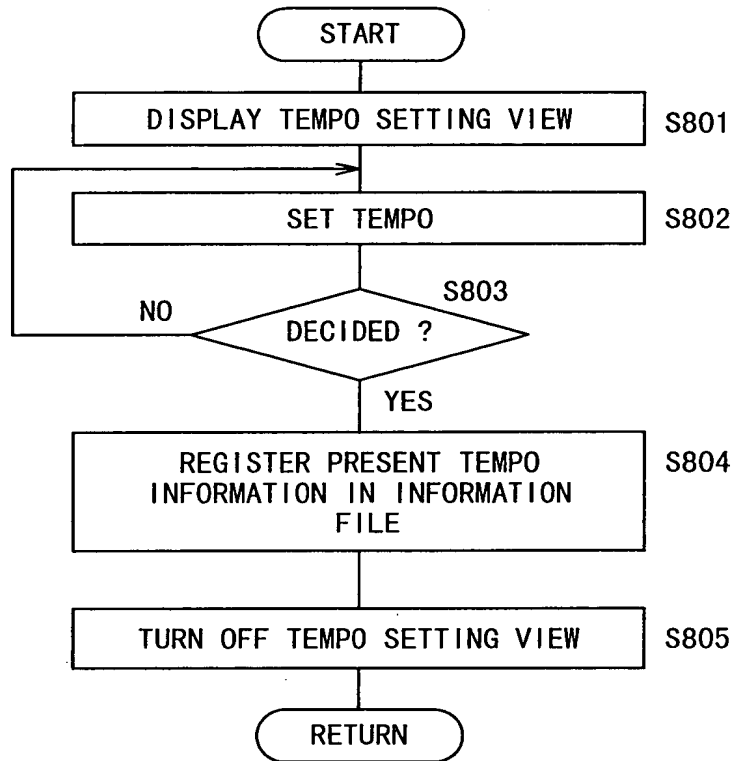 START
DISPLAY TEMPO SETTING VIEW
S801
SET TEMPO
S802
S803
NO
DECIDED ?
YES
REGISTER PRESENT TEMPO
INFORMATION IN INFORMATION
FILE
S804
TURN OFF TEMPO SETTING VIEW
S805
RETURN